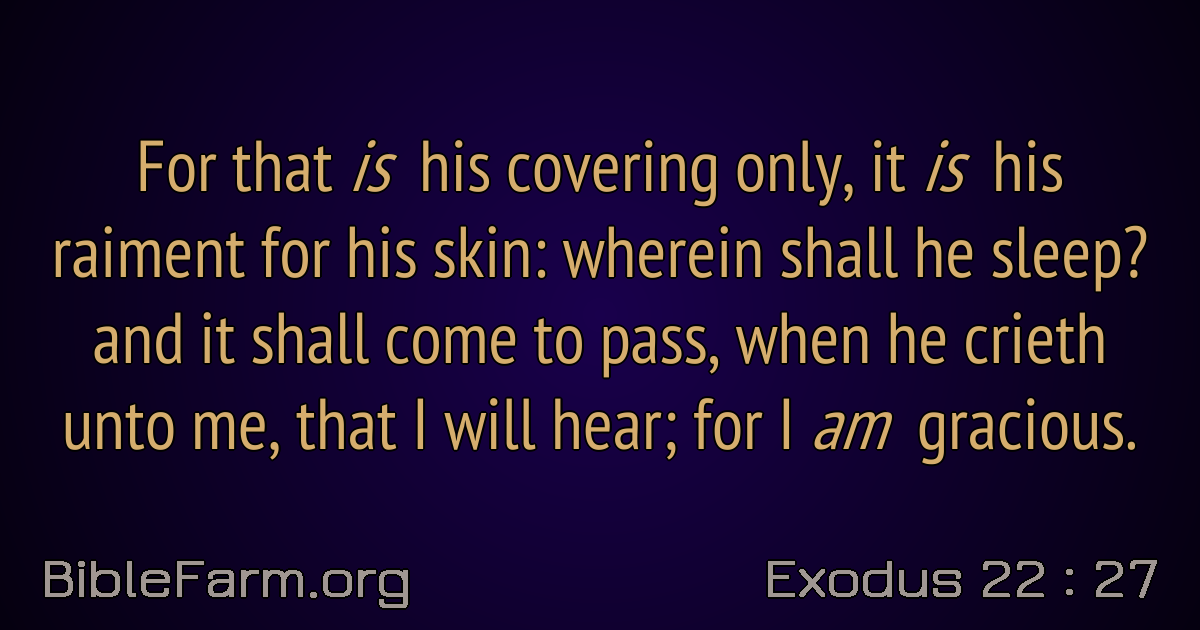 For that is his covering only, it is his
raiment for his skin: wherein shall he sleep?
and it shall come to pass, when he crieth
unto me, that I will hear; for I am gracious.
BibleFarm.org
Exodus 22 : 27